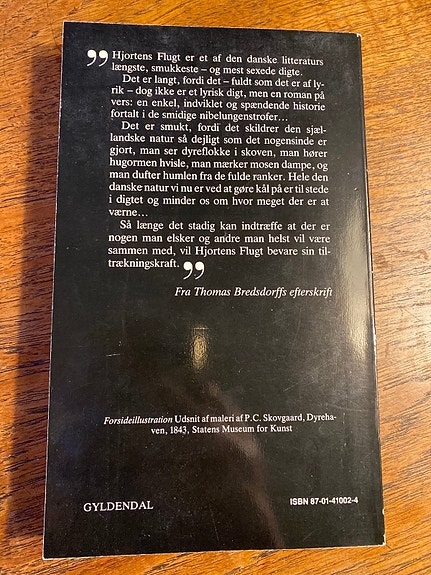 ” Hjortens Flugt er et af den danske litteraturs
længste, smukkeste – og mest sexede digte.
Det er langt, fordi det – fuldt som det er af ly-
rik – dog ikke er et lyrisk digt, men en roman på
vers: en enkel, indviklet og spændende historie
fortalt i de smidige nibelungenstrofer…
Det er smukt, fordi det skildrer den sjæl-
landske natur så dejligt som det nogensinde er
gjort, man ser dyreflokke i skoven, man hører
hugormen hvisle, man mærker mosen dampe, og
man dufter humlen fra de fulde ranker. Hele den
danske natur vi nu er ved at gøre kål på er til stede
i digtet og minder os om hvor meget der er at
værne…
Så længe det stadig kan indtræffe at der er
nogen man elsker og andre man helst vil være
sammen med, vil Hjortens Flugt bevare sin til-
trækningskraft. ”
Fra Thomas Bredsdorffs efterskrift
Forsideillustration Udsnit af maleri af P.C. Skovgaard, Dyreha-
ven, 1843, Statens Museum for Kunst
GYLDENDAL
ISBN 87-01-41002-4